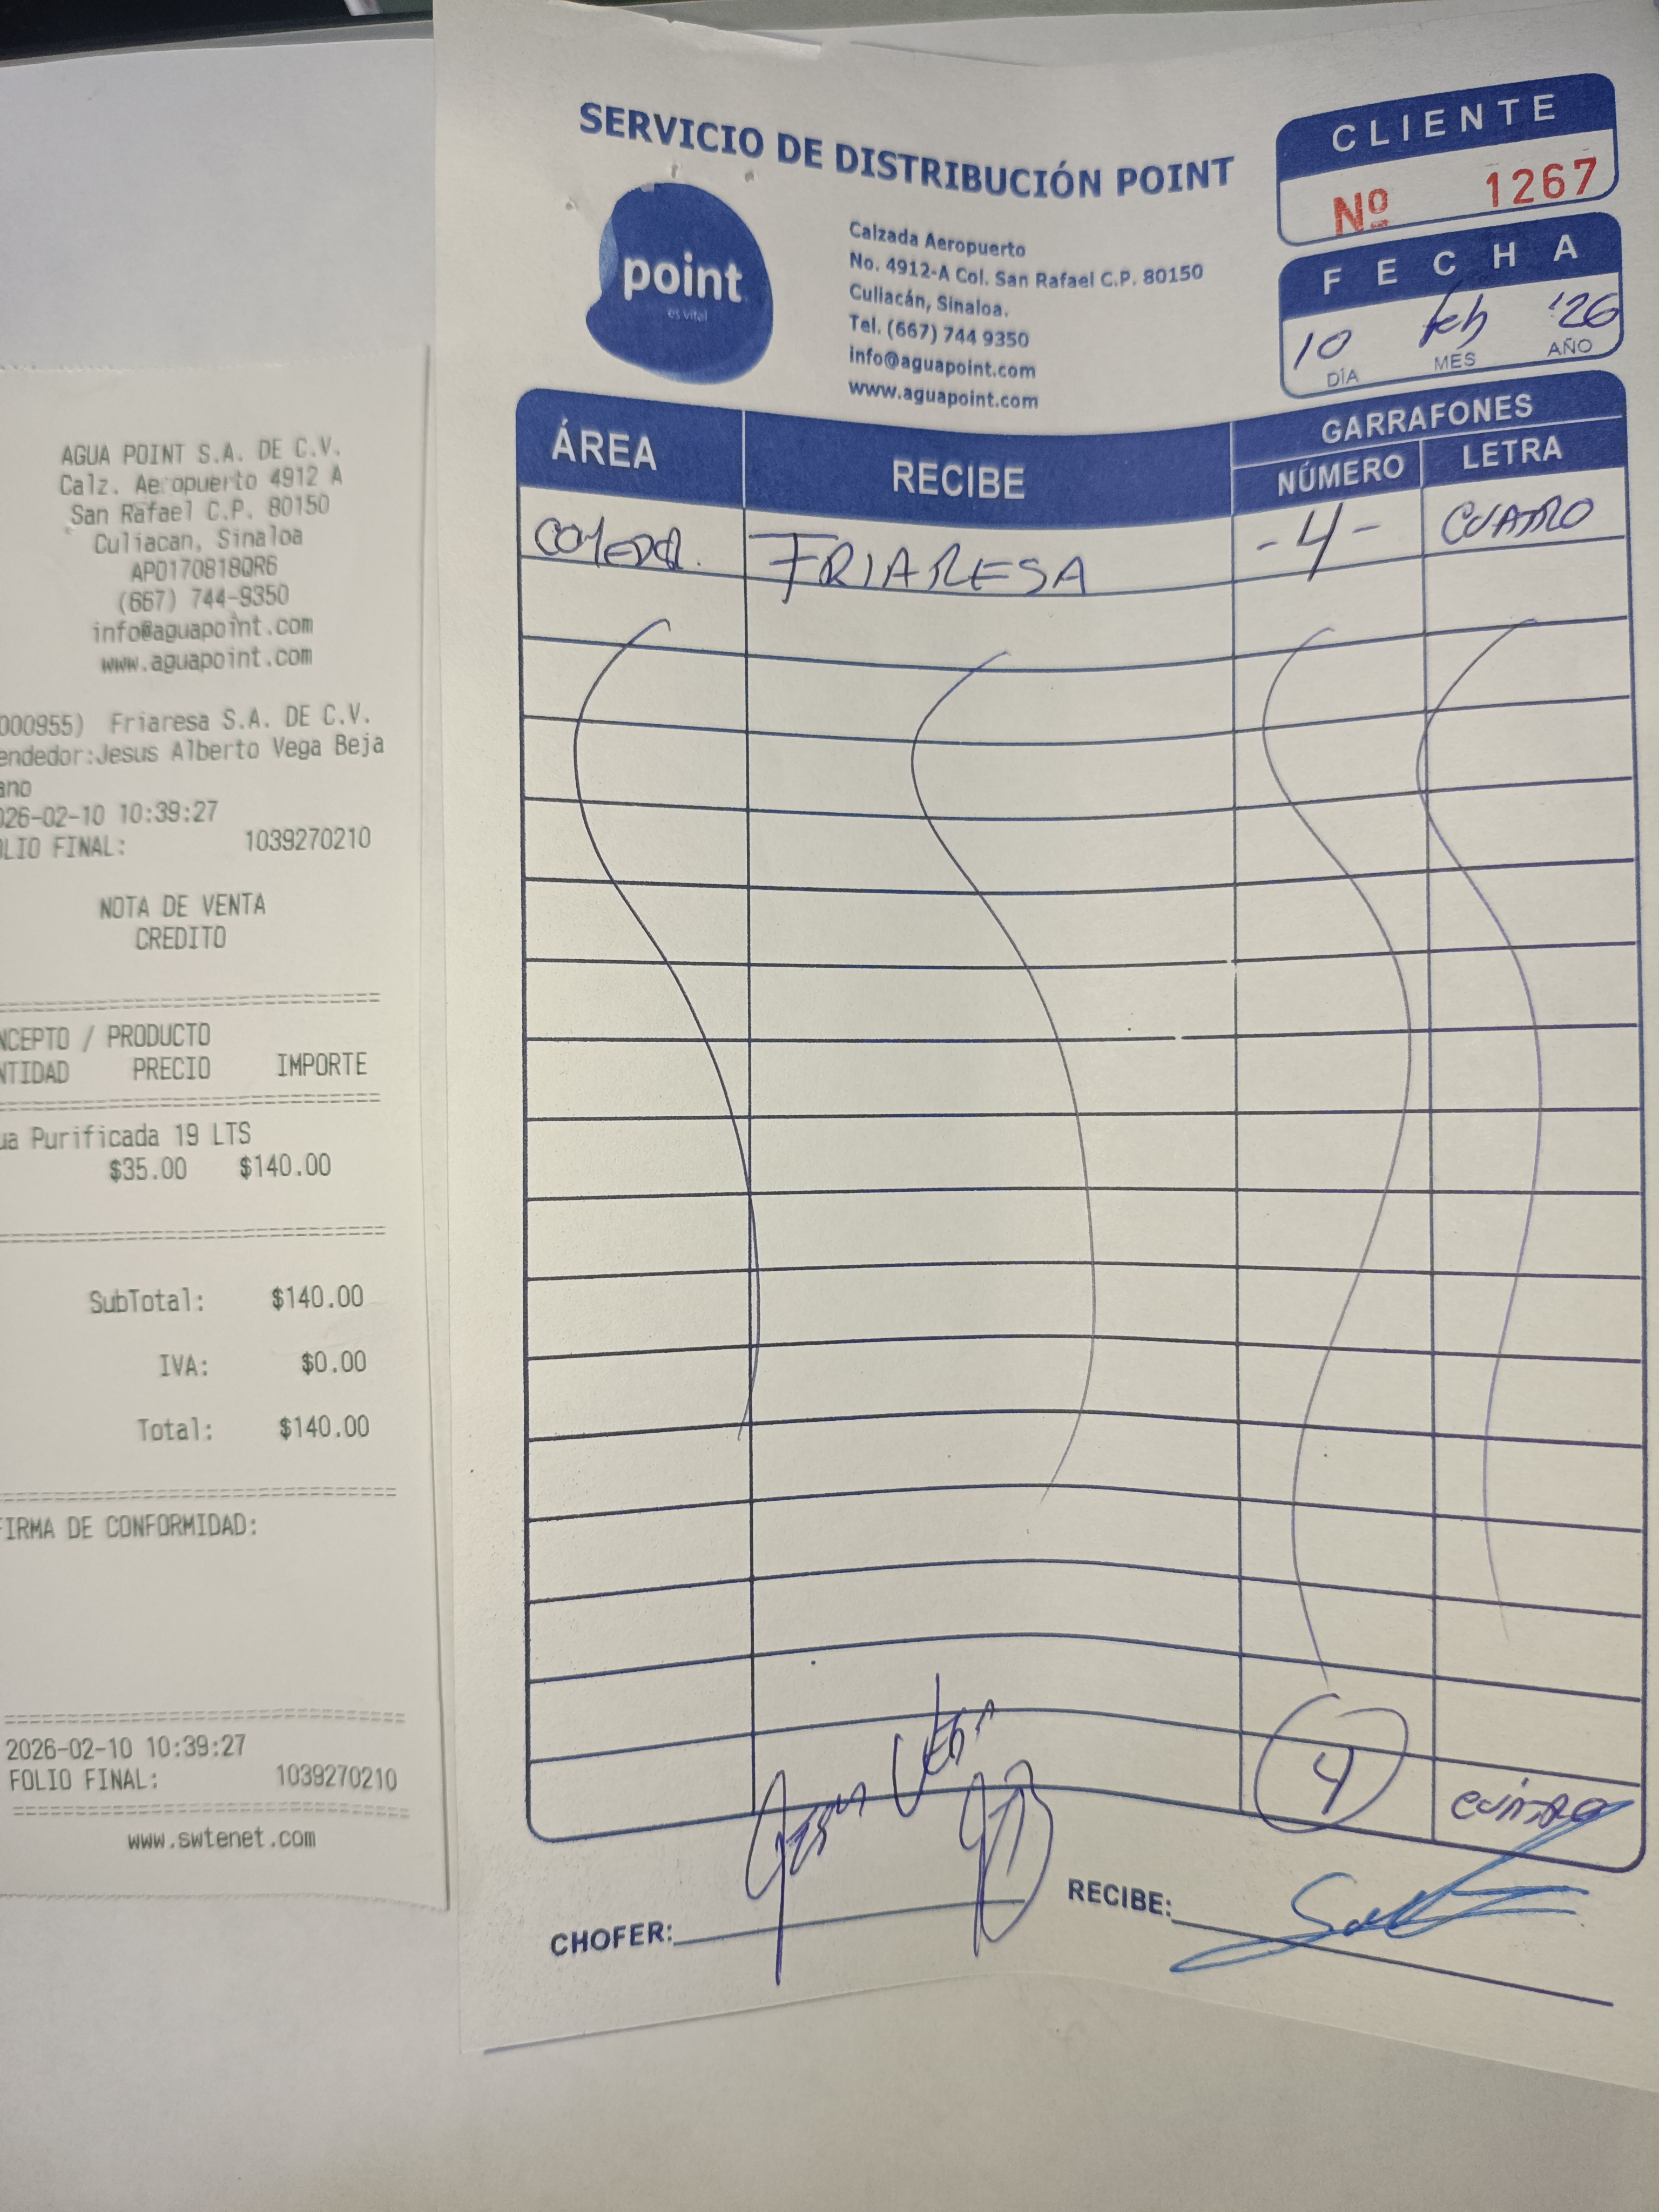 AGUA POINT S.A. DE C.V.
Calz. Aeropuerto 4912 A
San Rafael C.P. 80150
Culiacan, Sinaloa
APO170818QR6
(667) 744-9350
info@aguapoint.com
www.aguapoint.com
000955) Friaresa S.A. DE C.V.
endedor:Jesus Alberto Vega Beja
ano
026-02-10 10:39:27
OLIO FINAL: 1039270210
NOTA DE VENTA
CREDITO
NCEPTO / PRODUCTO
NTIDAD PRECIO IMPORTE
ua Purificada 19 LTS
$35.00 $140.00
SubTotal: $140.00
IVA: $0.00
Total: $140.00
FIRMA DE CONFORMIDAD:
2026-02-10 10:39:27
FOLIO FINAL: 1039270210
www.swtenet.com
SERVICIO DE DISTRIBUCIÓN POINT
point
es vital
Calzada Aeropuerto
No. 4912-A Col. San Rafael C.P. 80150
Culiacán, Sinaloa.
Tel. (667) 744 9350
info@aguapoint.com
www.aguapoint.com
CLIENTE
Nº 1267
FECHA
10 feb '26
DÍA MES AÑO
ÁREA RECIBE GARRAFONES
NÚMERO LETRA
COMEDOR. FRIARESA -4- CUATRO
4 CUATRO
CHOFER: Jesus Vega
RECIBE: